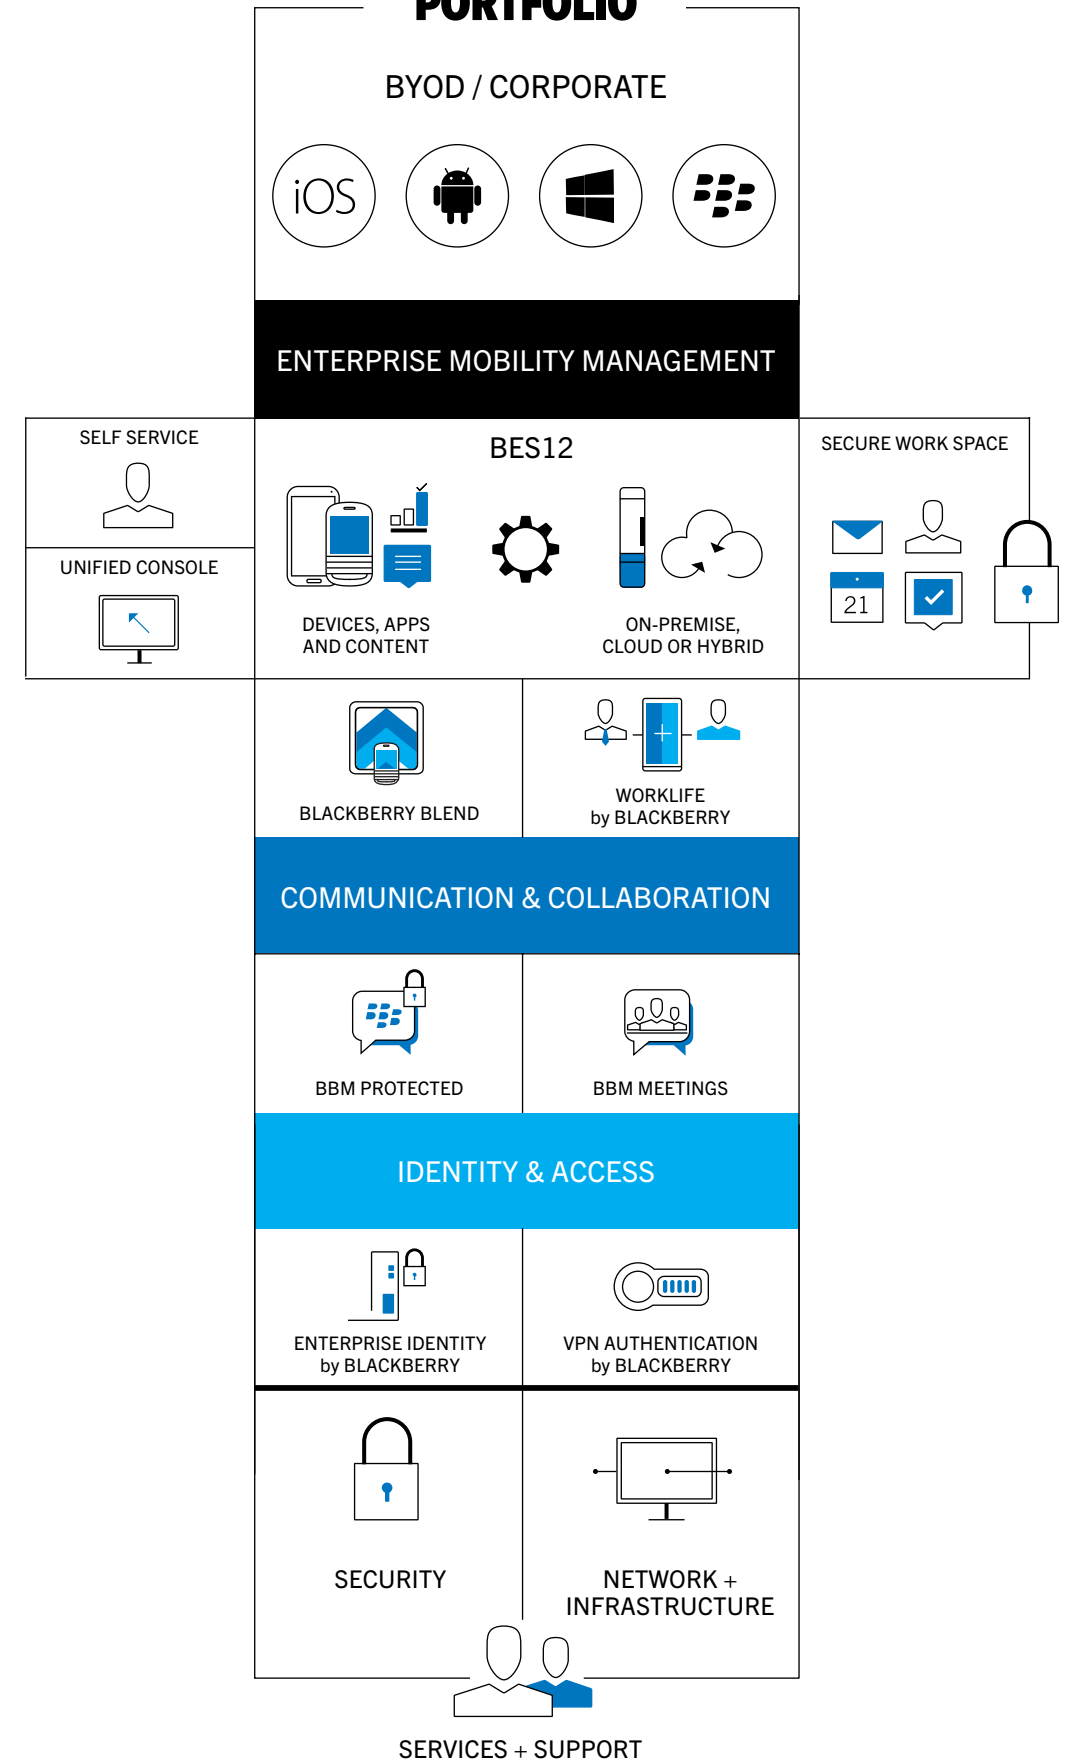 PORTFOLIO
BYOD / CORPORATE
iOS
ENTERPRISE MOBILITY MANAGEMENT
SELF SERVICE
UNIFIED CONSOLE
BES12
DEVICES, APPS
AND CONTENT
ON-PREMISE,
CLOUD OR HYBRID
SECURE WORK SPACE
21
BLACKBERRY BLEND
WORKLIFE
by BLACKBERRY
COMMUNICATION & COLLABORATION
BBM PROTECTED
BBM MEETINGS
IDENTITY & ACCESS
ENTERPRISE IDENTITY
by BLACKBERRY
VPN AUTHENTICATION
by BLACKBERRY
SECURITY
NETWORK +
INFRASTRUCTURE
SERVICES + SUPPORT